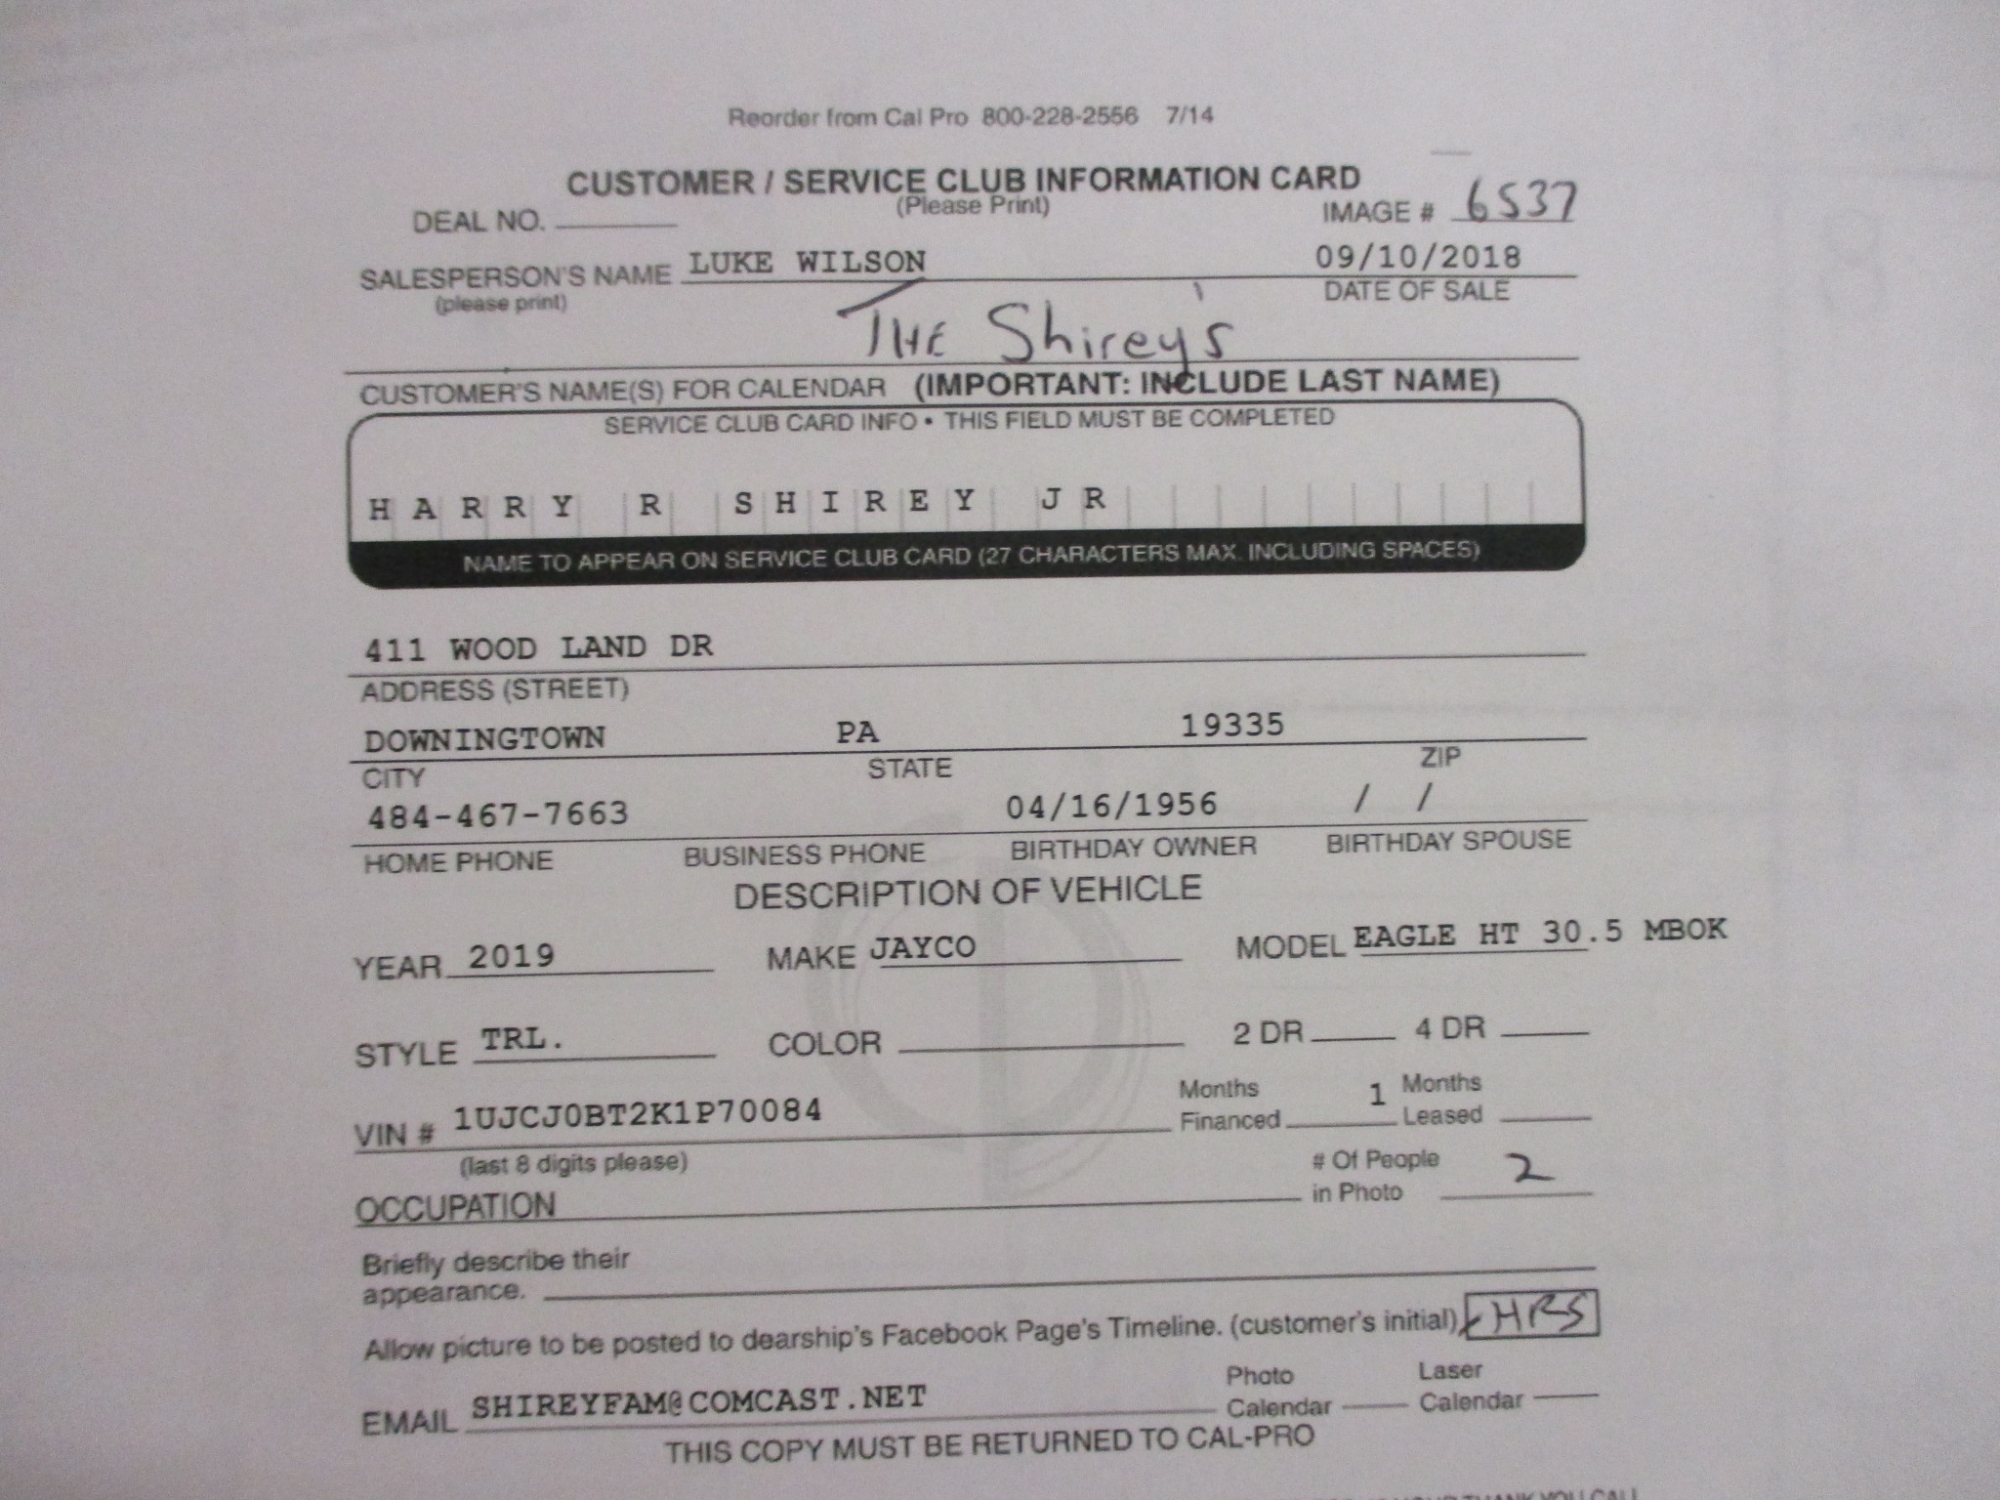 Reorder from Cal Pro 800-228-2556 7/14
CUSTOMER / SERVICE CLUB INFORMATION CARD
(Please Print)
DEAL NO.
IMAGE # 6537
SALESPERSON'S NAME LUKE WILSON
(please print)
09/10/2018
DATE OF SALE
THE Shirey's
CUSTOMER'S NAME(S) FOR CALENDAR (IMPORTANT: INCLUDE LAST NAME)
SERVICE CLUB CARD INFO • THIS FIELD MUST BE COMPLETED
HARRY R SHIREY JR
NAME TO APPEAR ON SERVICE CLUB CARD (27 CHARACTERS MAX. INCLUDING SPACES)
411 WOOD LAND DR
ADDRESS (STREET)
DOWNINGTOWN PA 19335
CITY STATE ZIP
484-467-7663 04/16/1956 / /
HOME PHONE BUSINESS PHONE BIRTHDAY OWNER BIRTHDAY SPOUSE
DESCRIPTION OF VEHICLE
YEAR 2019 MAKE JAYCO MODEL EAGLE HT 30.5 MBOK
STYLE TRL. COLOR 2 DR 4 DR
VIN # 1UJCJ0BT2K1P70084
(last 8 digits please)
Months Financed 1 Months Leased
OCCUPATION
# Of People in Photo 2
Briefly describe their
appearance.
Allow picture to be posted to dearship's Facebook Page's Timeline. (customer's initial) HRS
EMAIL SHIREYFAM@COMCAST.NET
Photo Calendar
Laser Calendar
THIS COPY MUST BE RETURNED TO CAL-PRO